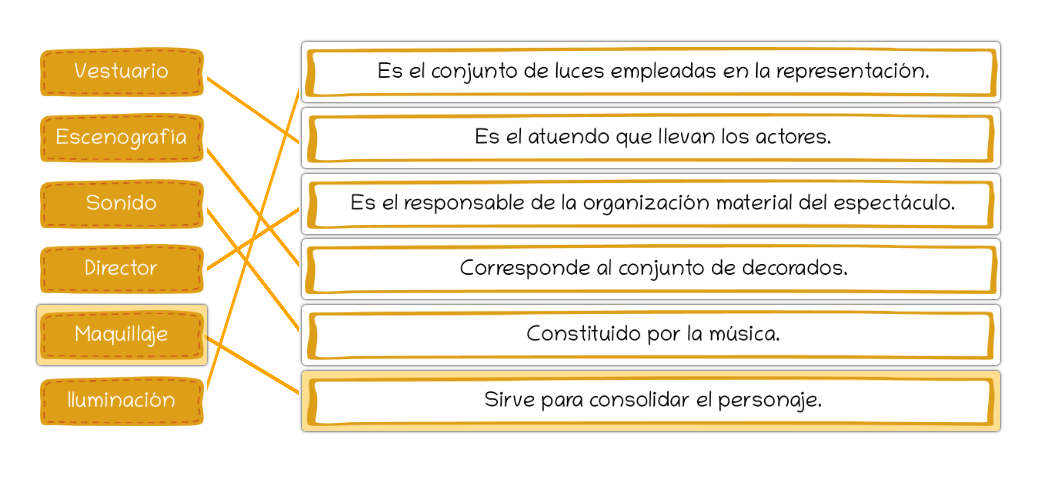 Vestuario
Es el conjunto de luces empleadas en la representación.
Escenografía
Es el atuendo que llevan los actores.
Sonido
Es el responsable de la organización material del espectáculo.
Director
Corresponde al conjunto de decorados.
Maquillaje
Constituido por la música.
Iluminación
Sirve para consolidar el personaje.